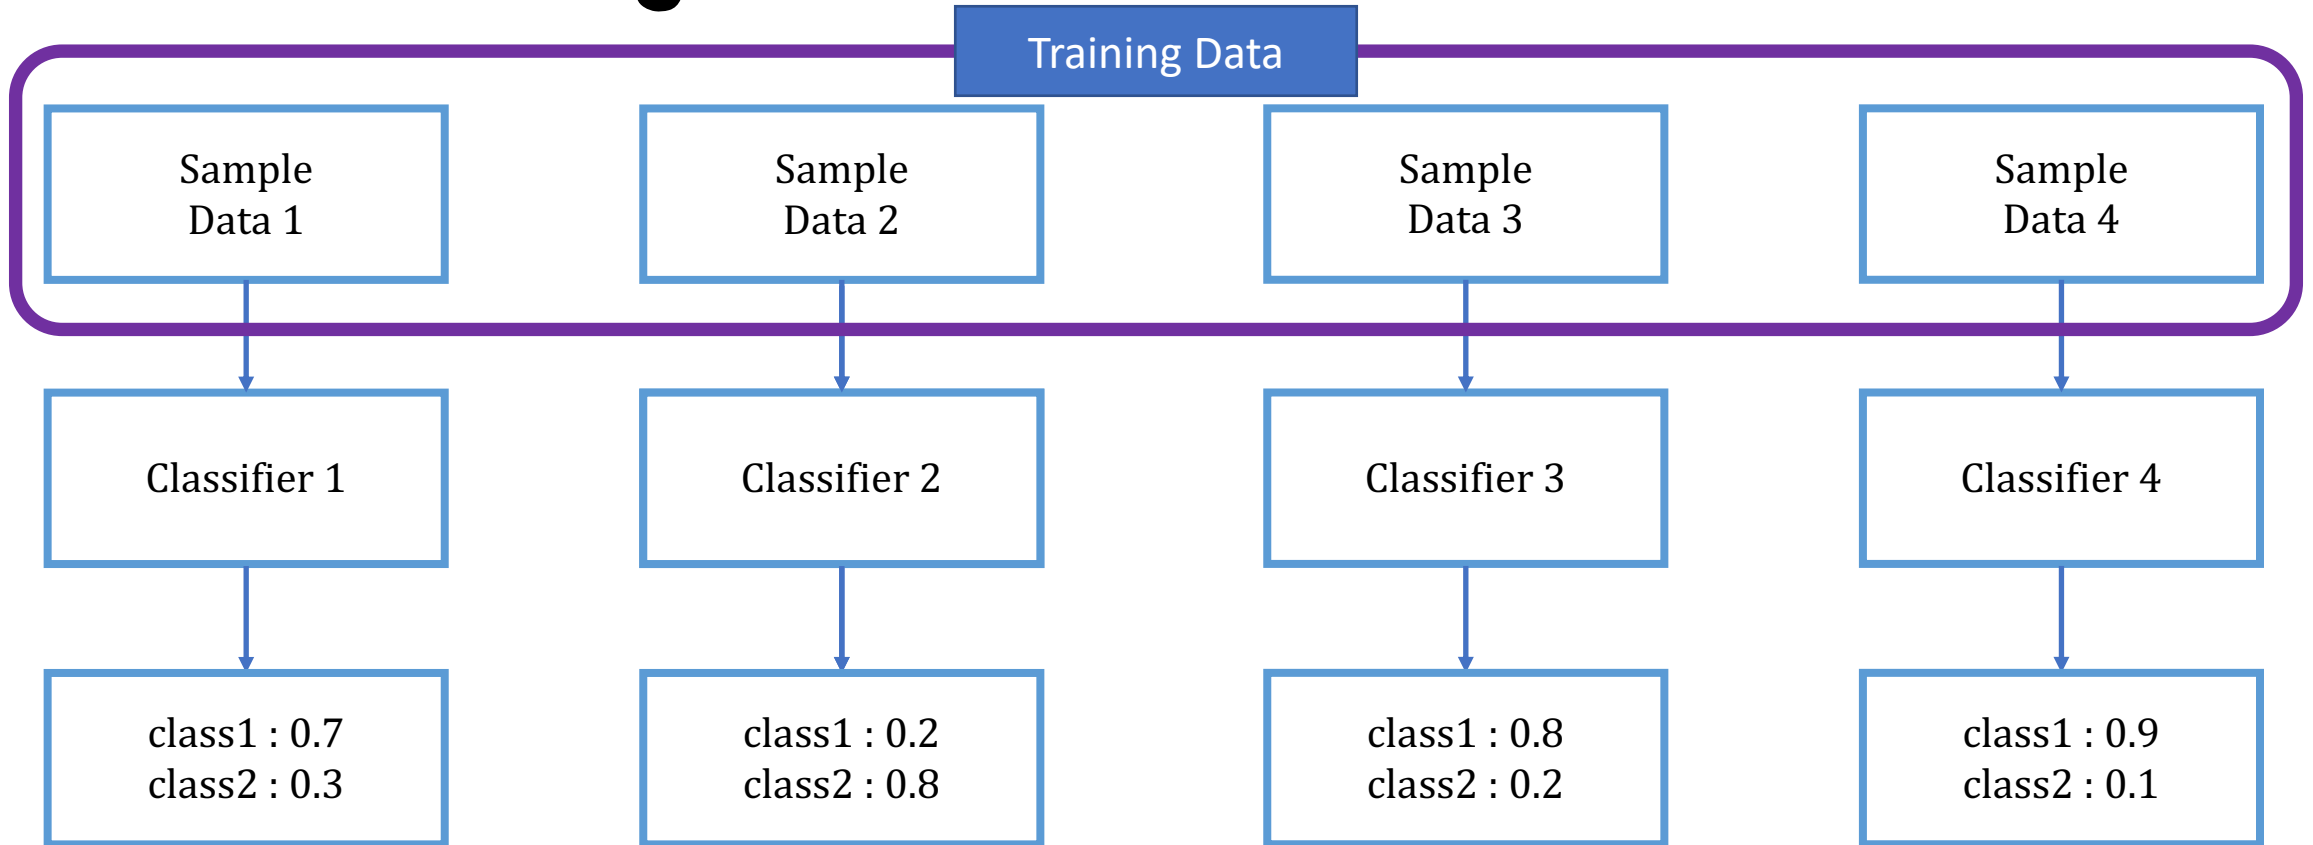 Training Data
Sample
Data 1
Sample
Data 2
Sample
Data 3
Sample
Data 4
Classifier 1
Classifier 2
Classifier 3
Classifier 4
class1 : 0.7
class2 : 0.3
class1 : 0.2
class2 : 0.8
class1 : 0.8
class2 : 0.2
class1 : 0.9
class2 : 0.1